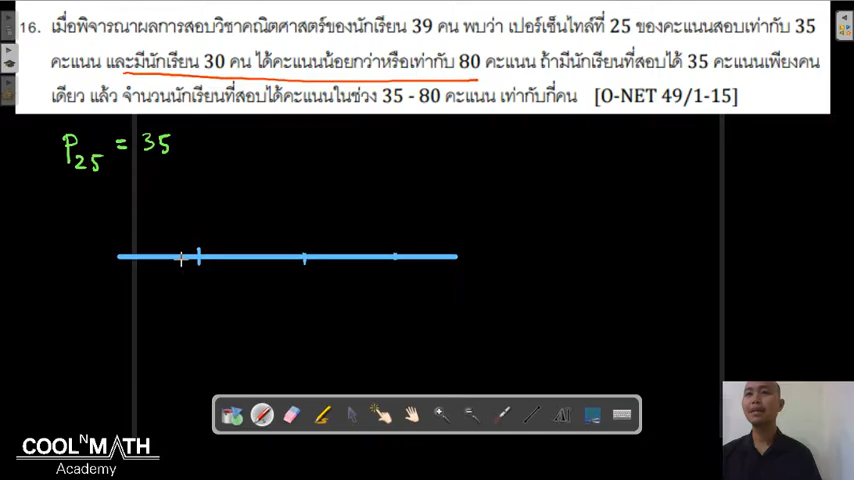 16. เมื่อพิจารณาผลการสอบวิชาคณิตศาสตร์ของนักเรียน 39 คน พบว่า เปอร์เซ็นไทล์ที่ 25 ของคะแนนสอบเท่ากับ 35
คะแนน และมีนักเรียน 30 คน ได้คะแนนน้อยกว่าหรือเท่ากับ 80 คะแนน ถ้ามีนักเรียนที่สอบได้ 35 คะแนนเพียงคน
เดียว แล้ว จำนวนนักเรียนที่สอบได้คะแนนในช่วง 35 - 80 คะแนน เท่ากับกี่คน [O-NET 49/1-15]
P25 = 35
COOL N MATH
Academy